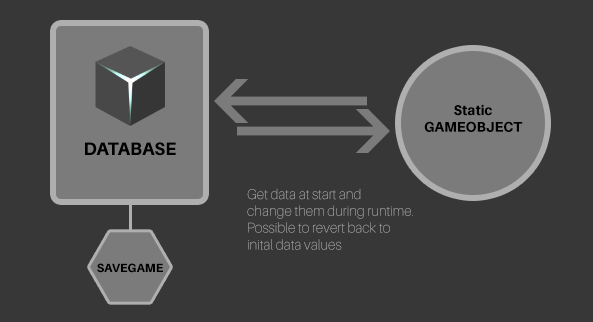 DATABASE
Static
GAMEOBJECT
Get data at start and
change them during runtime.
Possible to revert back to
inital data values
SAVEGAME